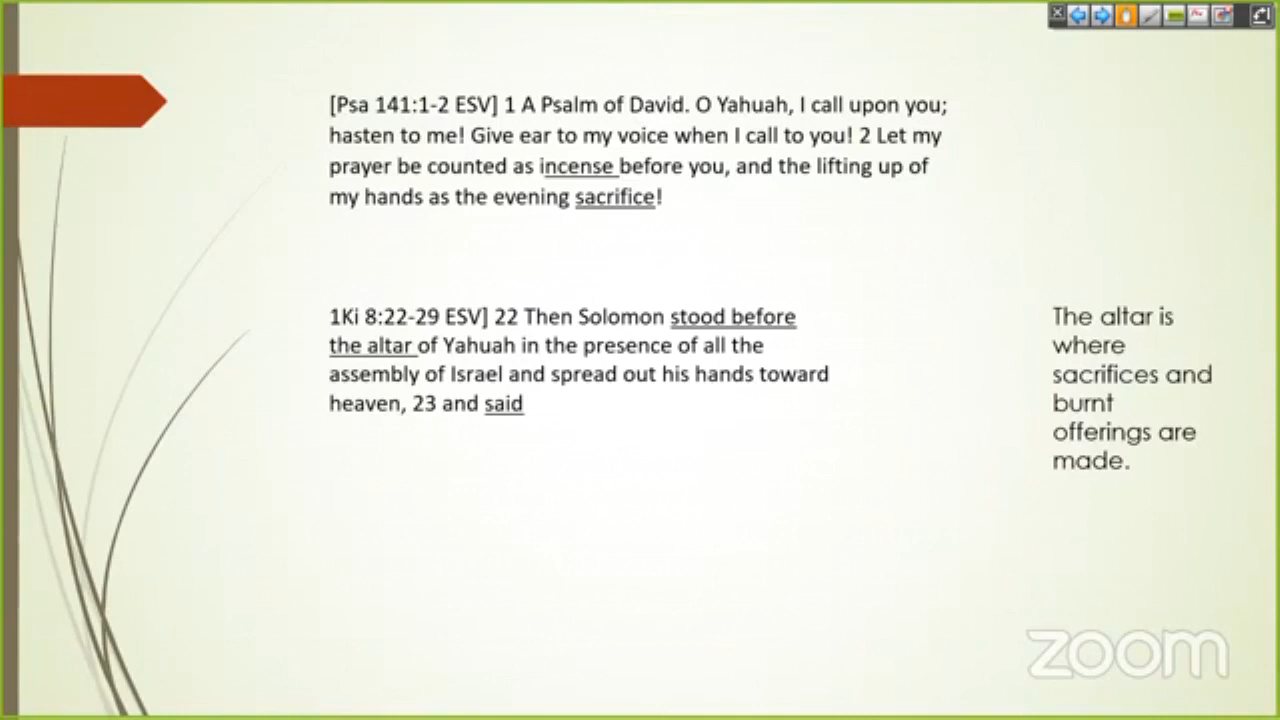 [Psa 141:1-2 ESV] 1 A Psalm of David. O Yahuah, I call upon you;
hasten to me! Give ear to my voice when I call to you! 2 Let my
prayer be counted as incense before you, and the lifting up of
my hands as the evening sacrifice!
1Ki 8:22-29 ESV] 22 Then Solomon stood before
the altar of Yahuah in the presence of all the
assembly of Israel and spread out his hands toward
heaven, 23 and said
The altar is
where
sacrifices and
burnt
offerings are
made.
zoom